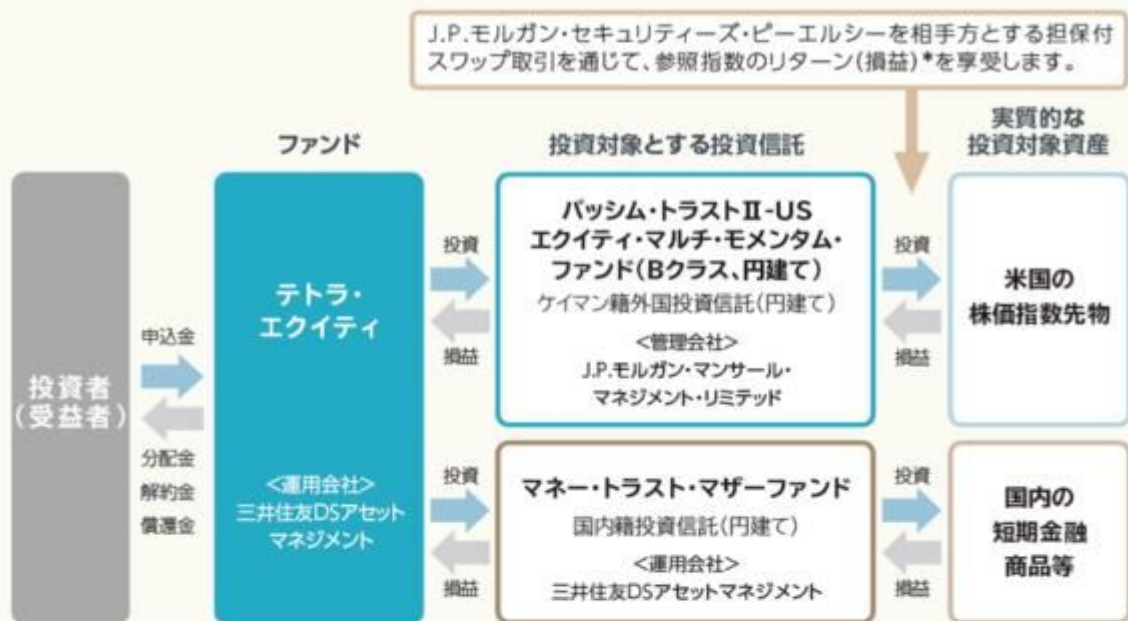 J.P.モルガン・セキュリティーズ・ピーエルシーを相手方とする担保付
スワップ取引を通じて、参照指数のリターン(損益)*を享受します。
ファンド
投資対象とする投資信託
実質的な
投資対象資産
投資者
(受益者)
申込金
分配金
解約金
償還金
テトラ・
エクイティ
<運用会社>
三井住友DSアセット
マネジメント
投資
損益
パッシム・トラストⅡ-US
エクイティ・マルチ・モメンタム・
ファンド(Bクラス、円建て)
ケイマン籍外国投資信託(円建て)
<管理会社>
J.P.モルガン・マンサール・
マネジメント・リミテッド
投資
損益
米国の
株価指数先物
投資
損益
マネー・トラスト・マザーファンド
国内籍投資信託(円建て)
<運用会社>
三井住友DSアセットマネジメント
投資
損益
国内の
短期金融
商品等